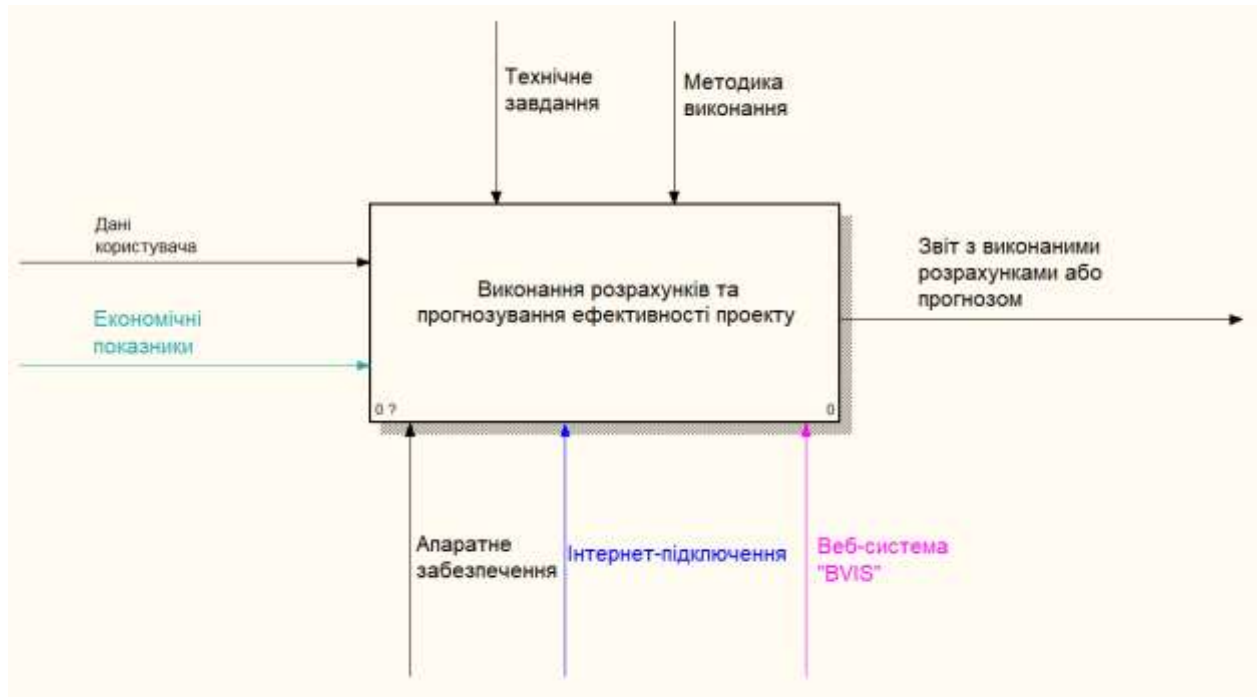 Технічне
завдання
Методика
виконання
Дані
користувача
Економічні
показники
Виконання розрахунків та
прогнозування ефективності проекту
0 ?
0
Звіт з виконаними
розрахунками або
прогнозом
Апаратне
забезпечення
Інтернет-підключення
Веб-система
"BVIS"